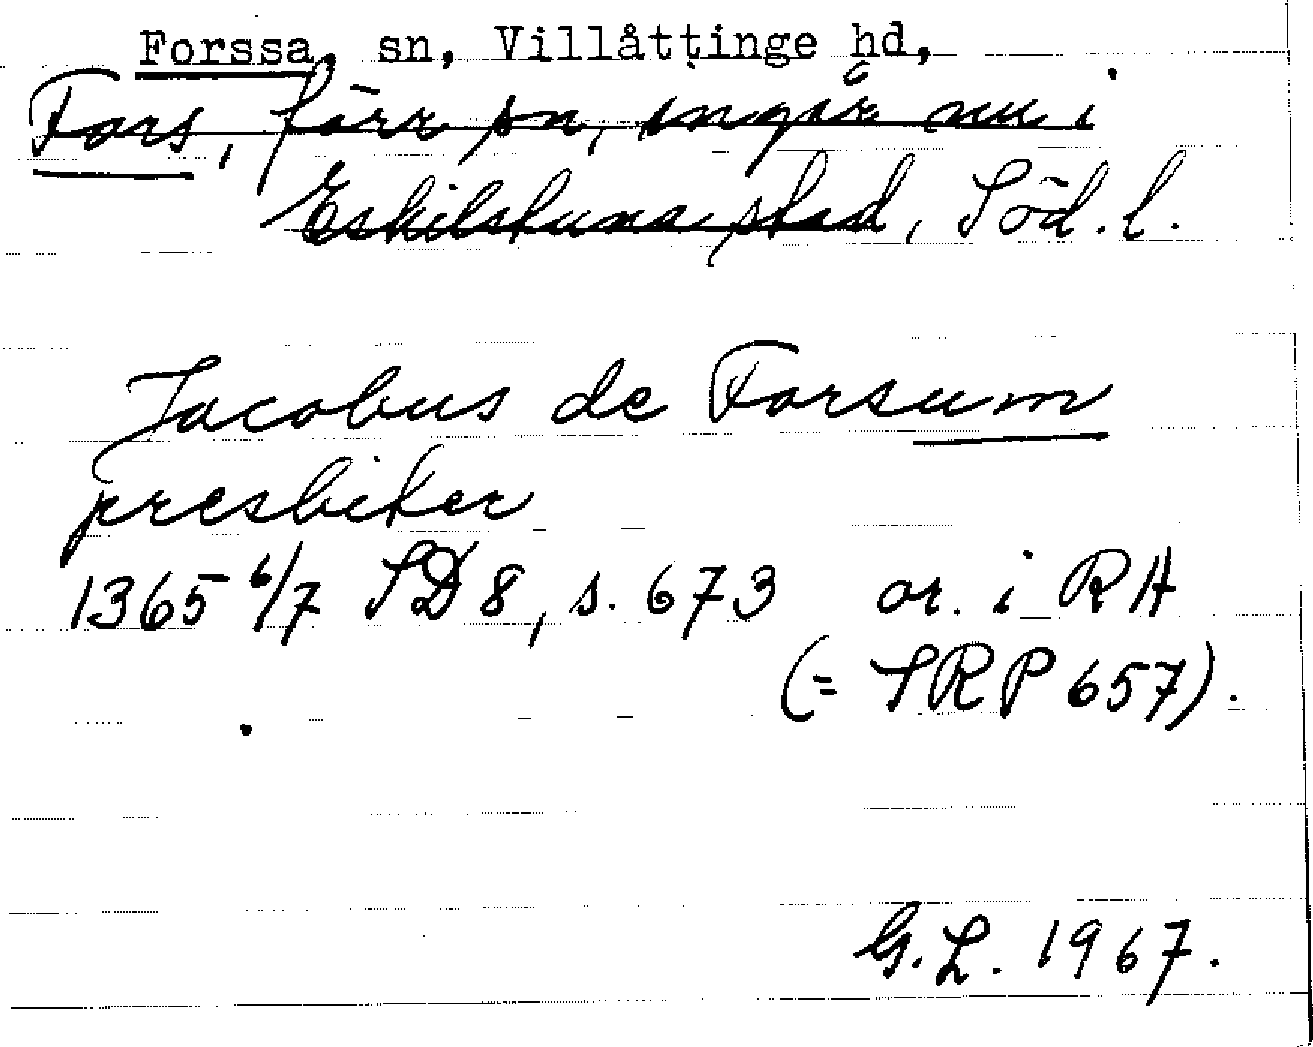 Forssa, sn, Villåttinge hd,
Fors, förr sn, ingår nu i
Eskilstuna stad, Söd. l.
Jacobus de Forsum
presbiter
1365 6/7 SD 8, s. 673 or. i RA
(= SRP 657).
G.L. 1967.